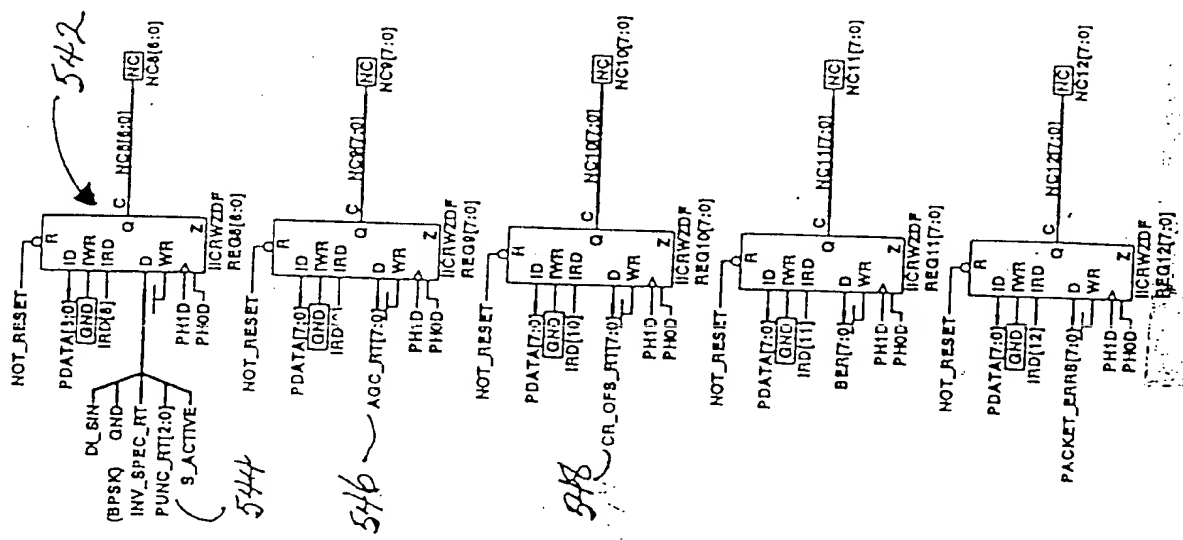 542
NOT_RESET
R
PDATA[6:0]
ID
GND
IWR
IRD[8]
IRD
D
WR
PH1D
PH0D
Q
C
Z
NC8[6:0]
NC
NC8[6:0]
IICRWZDF
REG8[6:0]
DI_BIN
(BPSK) GND
INV_SPEC_RT
PUNC_RT[2:0]
S_ACTIVE
544
NOT_RESET
R
PDATA[7:0]
ID
GND
IWR
IRD
AGC_RT[7:0]
D
WR
PH1D
PH0D
Q
C
Z
NC9[7:0]
NC
NC9[7:0]
IICRWZDF
REG9[7:0]
546
NOT_RESET
R
PDATA[7:0]
ID
GND
IWR
IRD[10]
IRD
CR_OFS_RT[7:0]
D
WR
PH1D
PH0D
Q
C
Z
NC10[7:0]
NC
NC10[7:0]
IICRWZDF
REG10[7:0]
548
NOT_RESET
R
PDATA[7:0]
ID
GND
IWR
IRD[11]
IRD
BER[7:0]
D
WR
PH1D
PH0D
Q
C
Z
NC11[7:0]
NC
NC11[7:0]
IICRWZDF
REG11[7:0]
NOT_RESET
R
PDATA[7:0]
ID
GND
IWR
IRD[12]
IRD
PACKET_ERRS[7:0]
D
WR
PH1D
PH0D
Q
C
Z
NC12[7:0]
NC
NC12[7:0]
IICRWZDF
REG12[7:0]